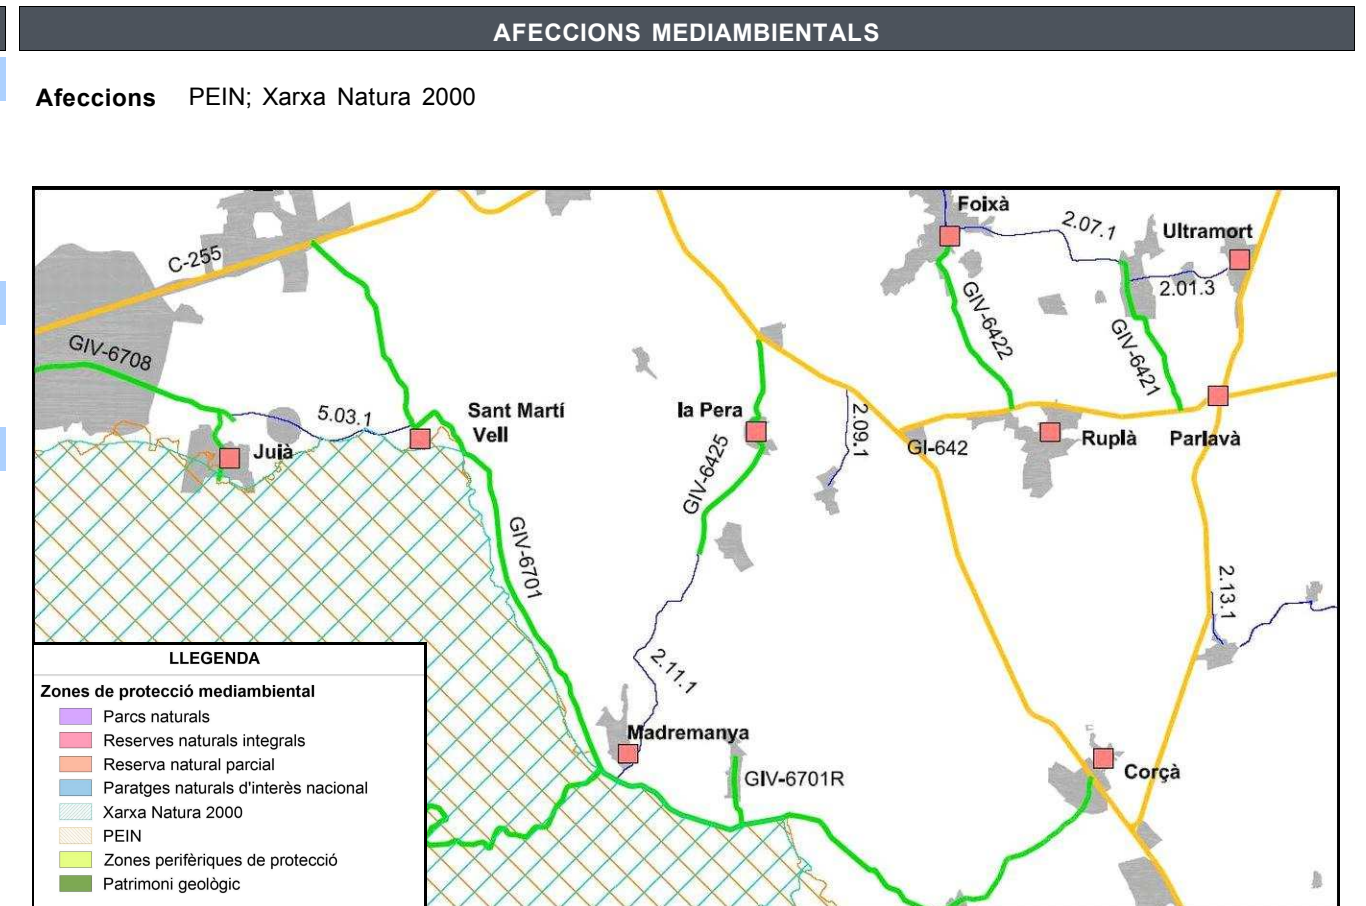 AFECCIONS MEDIAMBIENTALS
Afeccions PEIN; Xarxa Natura 2000
Foixà
2.07.1
Ultramort
C-255
2.01.3
GIV-6708
GIV-6422
GIV-6421
5.03.1
Sant Martí
Vell
la Pera
2.09.1
Juià
GI-642
Ruplà
Parlavà
GIV-6425
GIV-6701
2.13.1
2.11.1
Madremanya
GIV-6701R
Corçà
LLEGENDA
Zones de protecció mediambiental
Parcs naturals
Reserves naturals integrals
Reserva natural parcial
Paratges naturals d'interès nacional
Xarxa Natura 2000
PEIN
Zones perifèriques de protecció
Patrimoni geològic